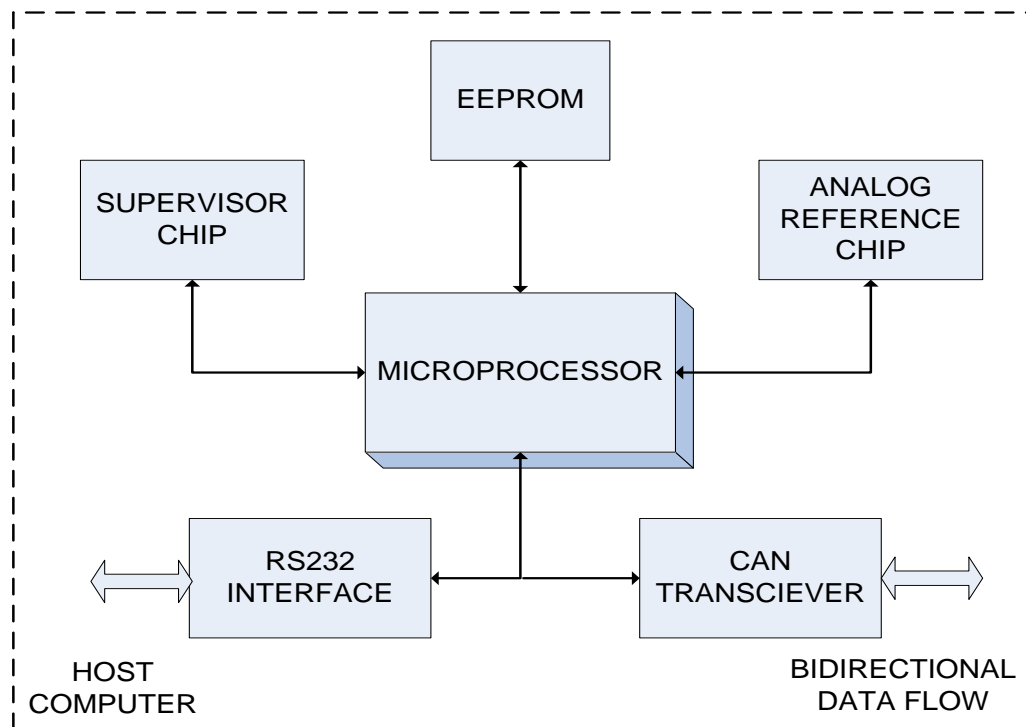 EEPROM
SUPERVISOR
CHIP
ANALOG
REFERENCE
CHIP
MICROPROCESSOR
RS232
INTERFACE
CAN
TRANSCIEVER
HOST
COMPUTER
BIDIRECTIONAL
DATA FLOW